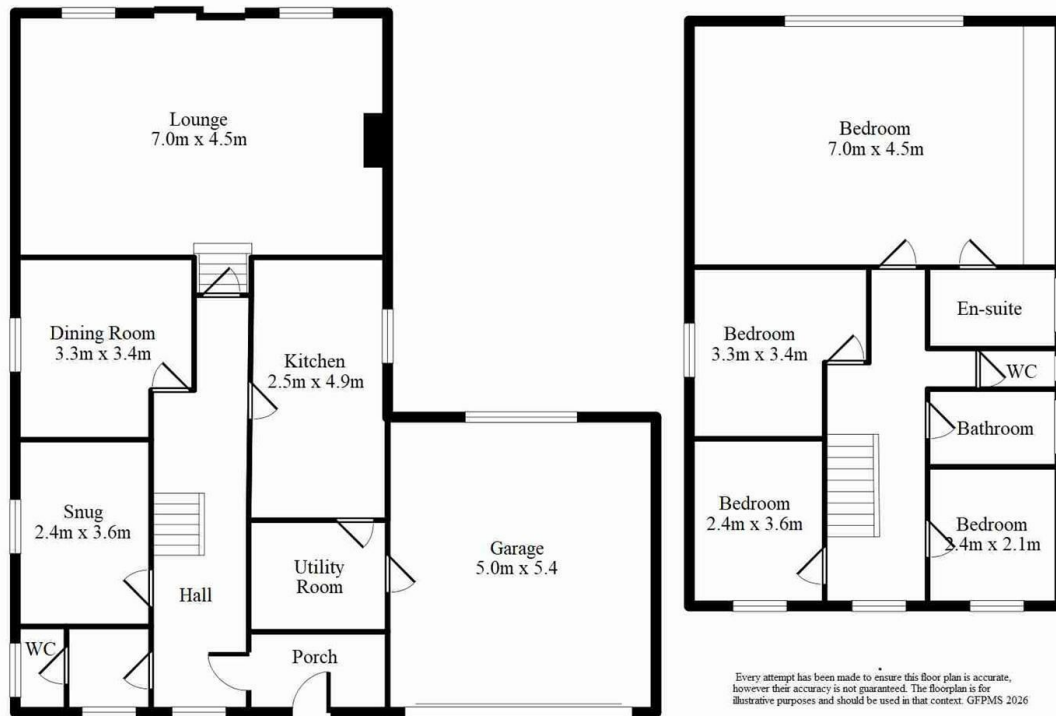 Lounge
7.0m x 4.5m
Dining Room
3.3m x 3.4m
Kitchen
2.5m x 4.9m
Snug
2.4m x 3.6m
Hall
Utility
Room
Garage
5.0m x 5.4
WC
Porch
Bedroom
7.0m x 4.5m
En-suite
Bedroom
3.3m x 3.4m
WC
Bathroom
Bedroom
2.4m x 3.6m
Bedroom
2.4m x 2.1m
Every attempt has been made to ensure this floor plan is accurate,
however their accuracy is not guaranteed. The floorplan is for
illustrative purposes and should be used in that context. GFPMS 2026